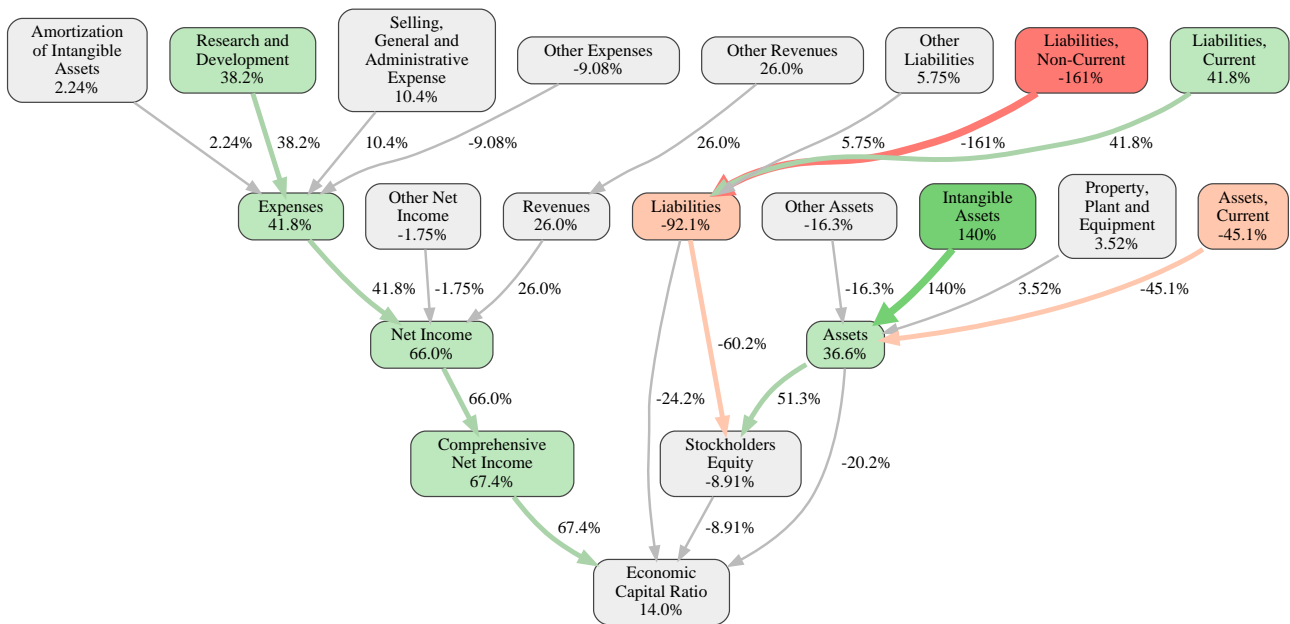 Amortization
of Intangible
Assets
2.24%
Research and
Development
38.2%
Selling,
General and
Administrative
Expense
10.4%
Other Expenses
-9.08%
Other Revenues
26.0%
Other
Liabilities
5.75%
Liabilities,
Non-Current
-161%
Liabilities,
Current
41.8%
2.24%
38.2%
10.4%
-9.08%
26.0%
5.75%
-161%
41.8%
Expenses
41.8%
Other Net
Income
-1.75%
Revenues
26.0%
Liabilities
-92.1%
Other Assets
-16.3%
Intangible
Assets
140%
Property,
Plant and
Equipment
3.52%
Assets,
Current
-45.1%
41.8%
-1.75%
26.0%
-16.3%
140%
3.52%
-45.1%
Net Income
66.0%
-60.2%
Assets
36.6%
66.0%
-24.2%
51.3%
Comprehensive
Net Income
67.4%
Stockholders
Equity
-8.91%
-20.2%
67.4%
-8.91%
Economic
Capital Ratio
14.0%